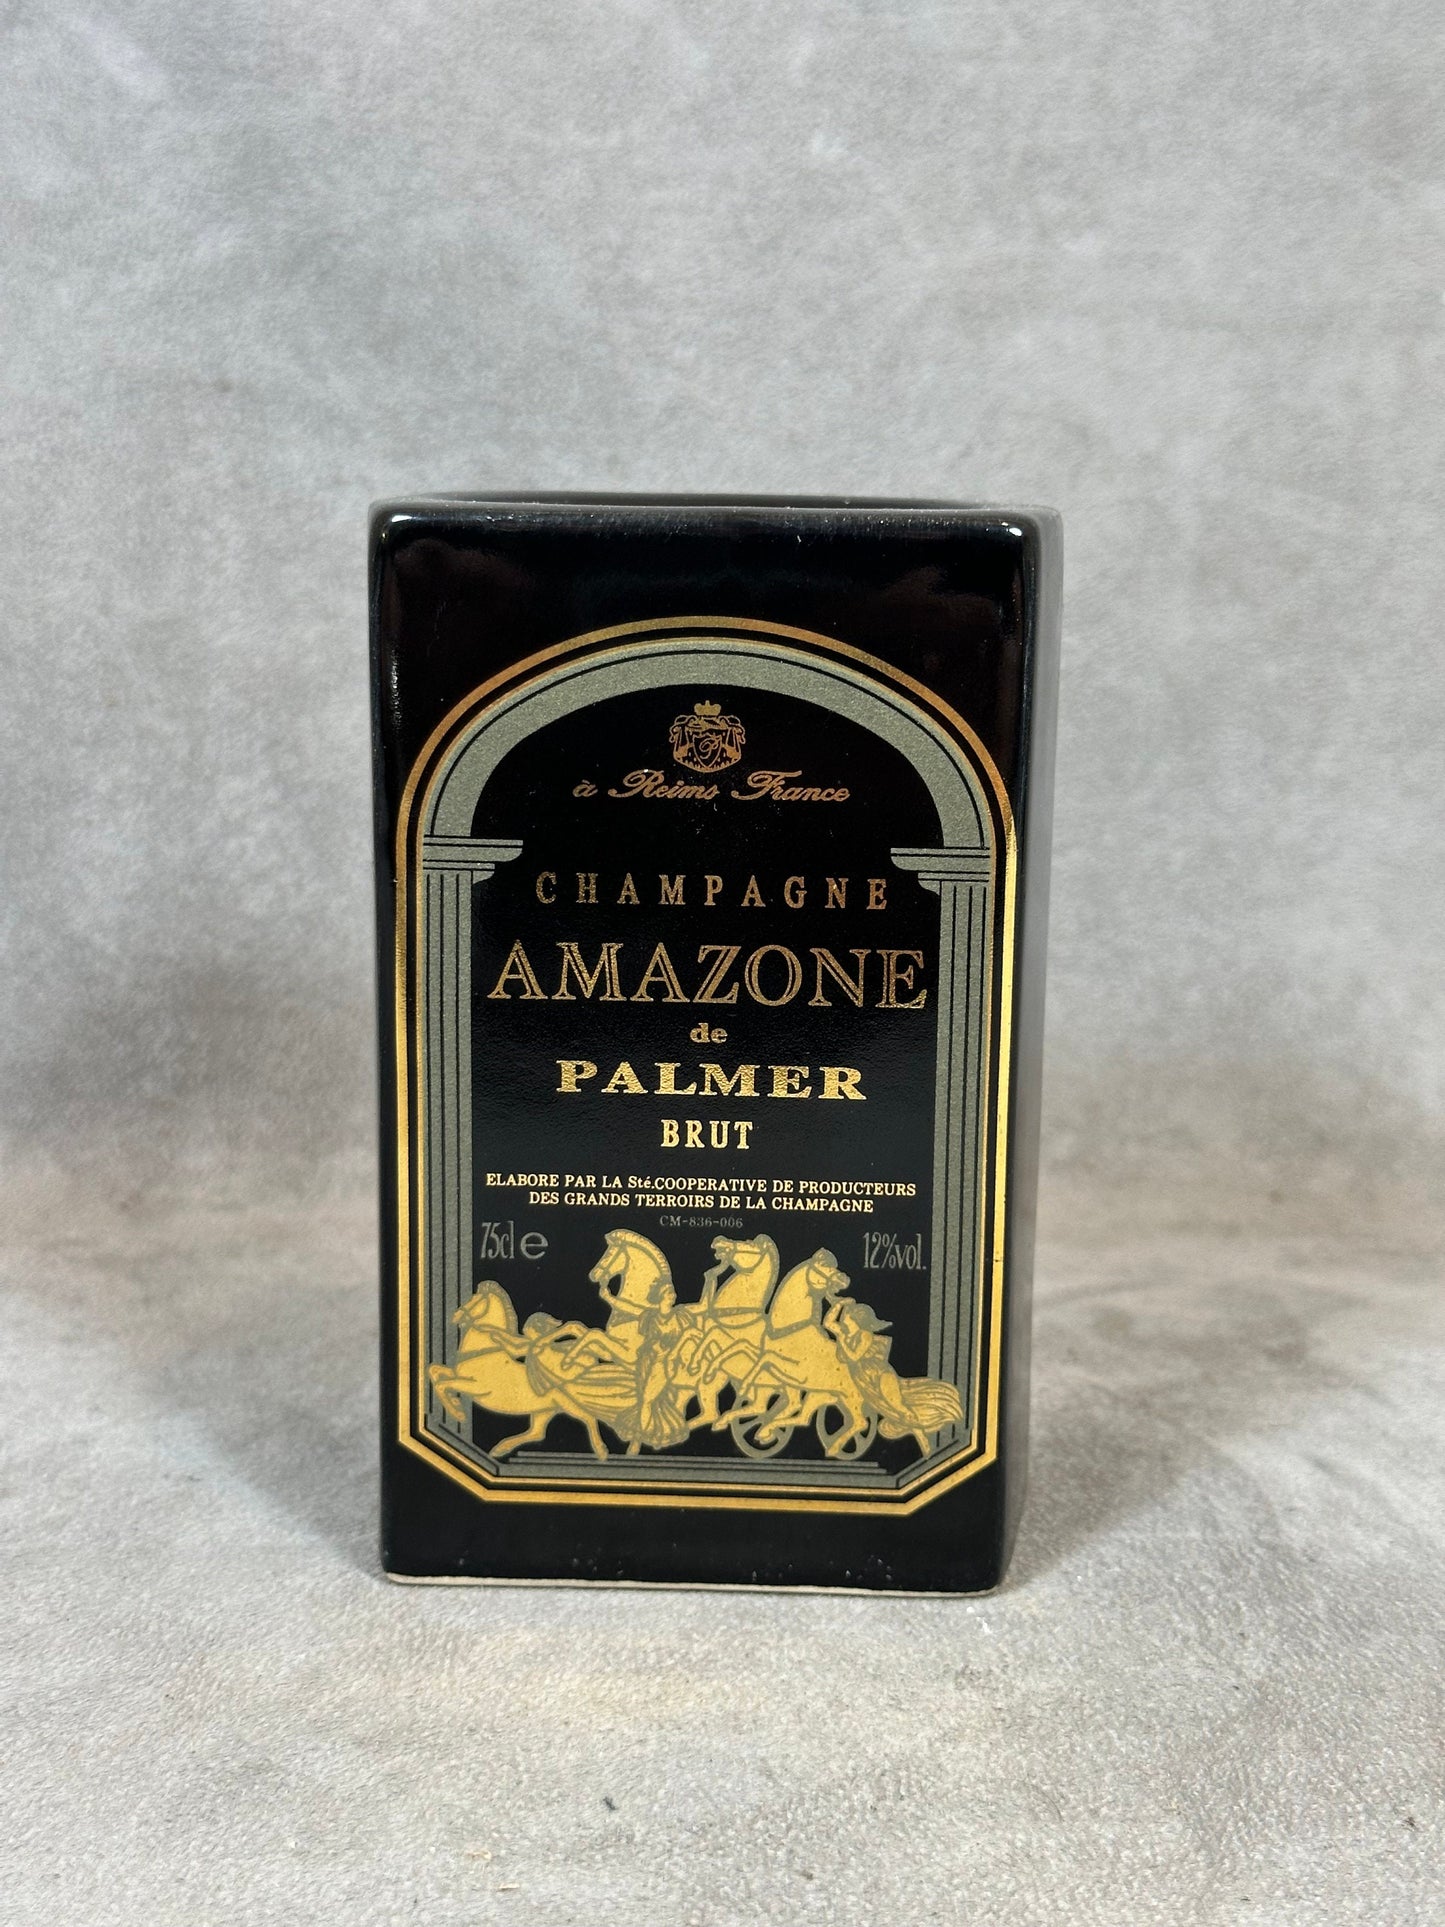 P
à Reims France
CHAMPAGNE
AMAZONE
de
PALMER
BRUT
ELABORE PAR LA Sté.COOPERATIVE DE PRODUCTEURS
DES GRANDS TERROIRS DE LA CHAMPAGNE
CM-836-006
75cl e 12%vol.